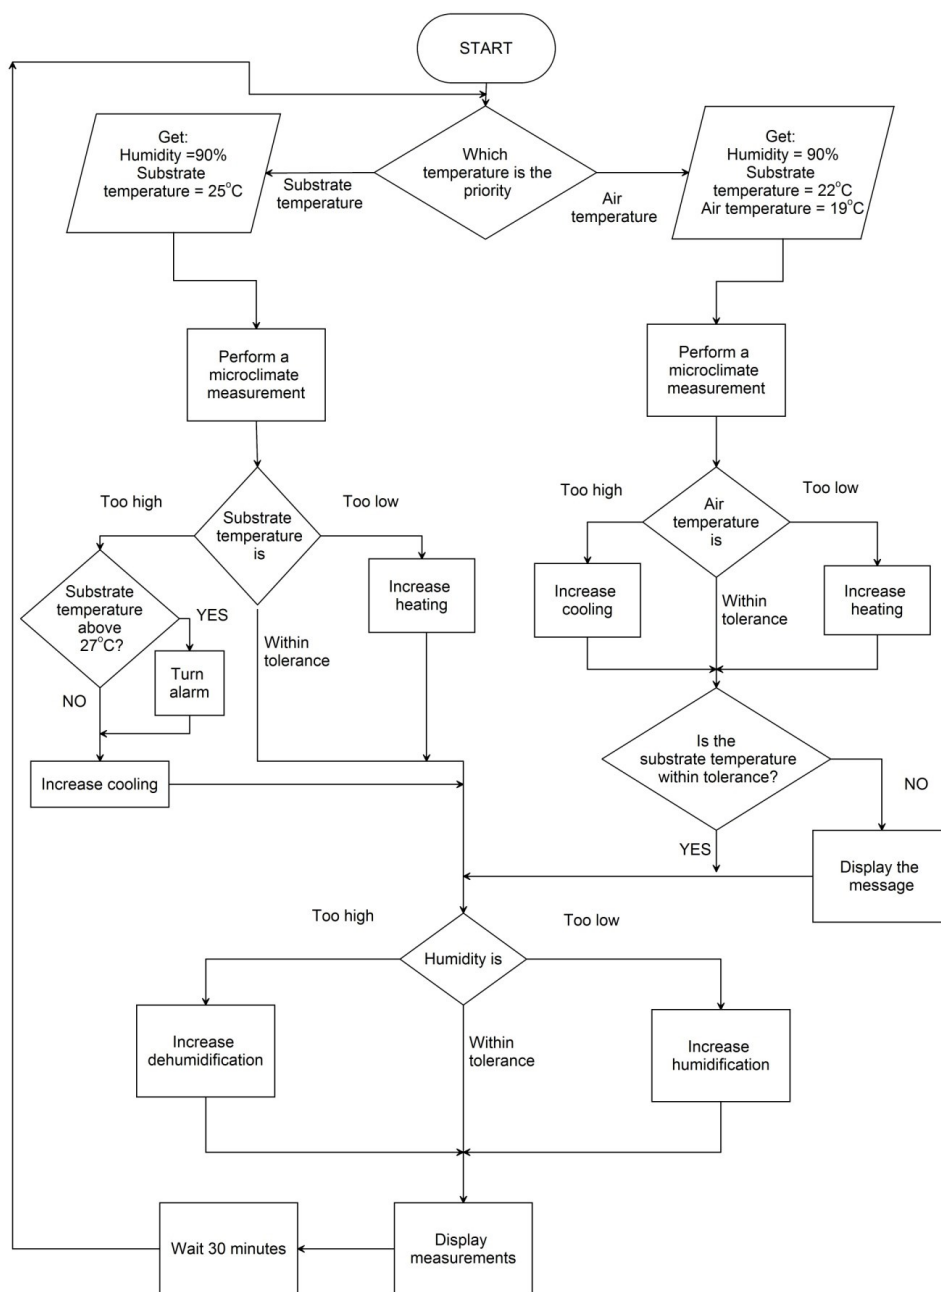 START
Get:
Humidity =90%
Substrate
temperature = 25°C
Which
temperature is the
priority
Get:
Humidity = 90%
Substrate
temperature = 22°C
Air temperature = 19°C
Substrate
temperature
Air
temperature
Perform a
microclimate
measurement
Perform a
microclimate
measurement
Too high
Substrate
temperature
is
Too low
Too high
Air
temperature
is
Too low
Substrate
temperature
above
27°C?
YES
Increase
heating
Increase
cooling
Within
tolerance
Increase
heating
Within
tolerance
Turn
alarm
NO
Increase cooling
Is the
substrate temperature
within tolerance?
NO
YES
Display the
message
Too high
Humidity is
Too low
Increase
dehumidification
Within
tolerance
Increase
humidification
Wait 30 minutes
Display
measurements